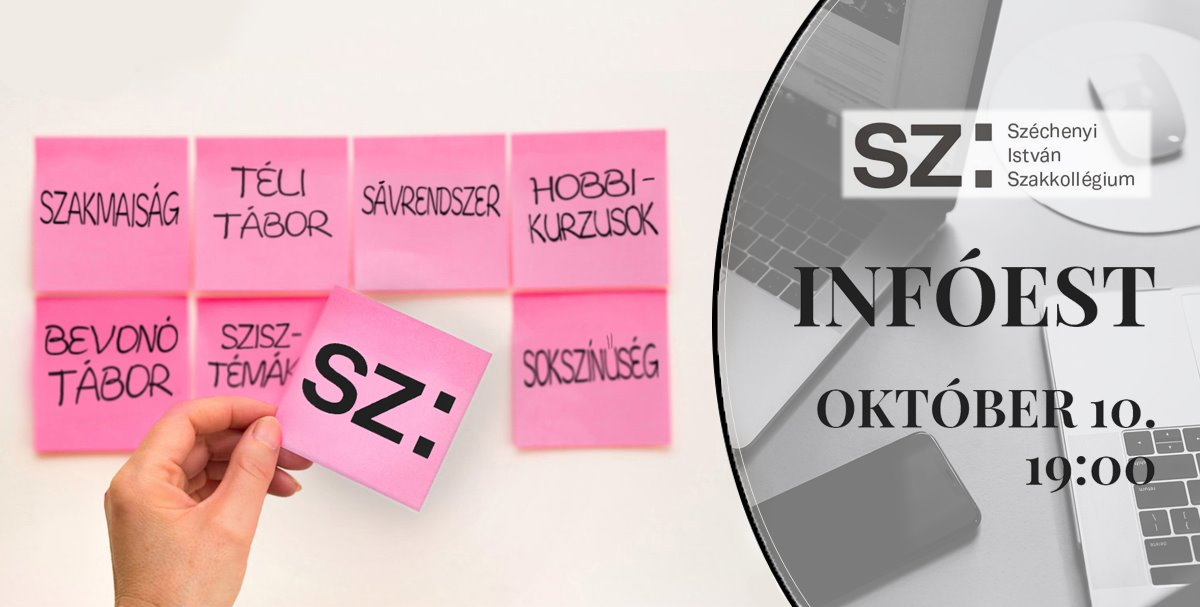 SZAKMAISÁG
TÉLI
TÁBOR
SÁVRENDSZER
HOBBI-
KURZUSOK
BEVONÓ
TÁBOR
SZISZ-
TÉMÁK
SZ:
SOKSZÍNŰSÉG
SZ:
Széchenyi
István
Szakkollégium
INFÓEST
OKTÓBER 10.
19:00